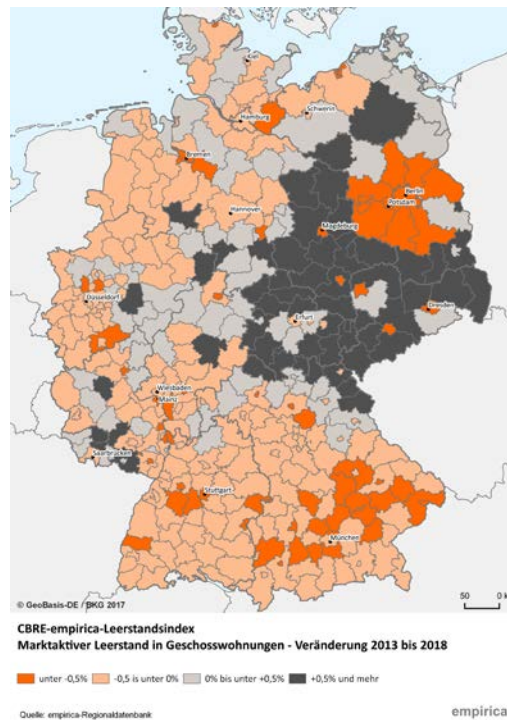 Kiel
Schwerin
Hamburg
Bremen
Berlin
Potsdam
Hannover
Magdeburg
Düsseldorf
Dresden
Erfurt
Wiesbaden
Mainz
Saarbrücken
Stuttgart
München
© GeoBasis-DE / BKG 2017
50 0 k
CBRE-empirica-Leerstandsindex
Marktaktiver Leerstand in Geschosswohnungen - Veränderung 2013 bis 2018
unter -0,5% -0,5 is unter 0% 0% bis unter +0,5% +0,5% und mehr
Quelle: empirica-Regionaldatenbank
empirica